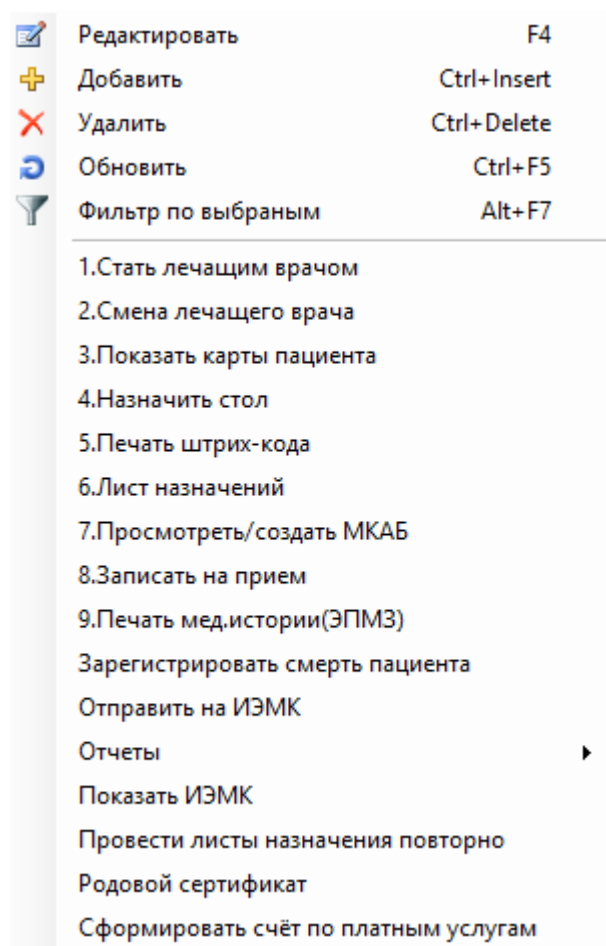 Редактировать F4
Добавить Ctrl+Insert
Удалить Ctrl+Delete
Обновить Ctrl+F5
Фильтр по выбраным Alt+F7
1.Стать лечащим врачом
2.Смена лечащего врача
3.Показать карты пациента
4.Назначить стол
5.Печать штрих-кода
6.Лист назначений
7.Просмотреть/создать МКАБ
8.Записать на прием
9.Печать мед.истории(ЭПМЗ)
Зарегистрировать смерть пациента
Отправить на ИЭМК
Отчеты
Показать ИЭМК
Провести листы назначения повторно
Родовой сертификат
Сформировать счёт по платным услугам